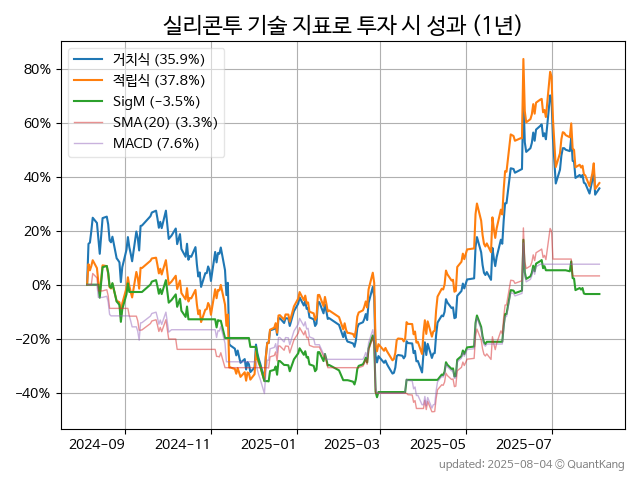 실리콘투 기술 지표로 투자 시 성과 (1년)
거치식 (35.9%)
적립식 (37.8%)
SigM (−3.5%)
SMA(20) (3.3%)
MACD (7.6%)
80%
60%
40%
20%
0%
−20%
−40%
2024-09
2024-11
2025-01
2025-03
2025-05
2025-07
updated: 2025-08-04 © QuantKang